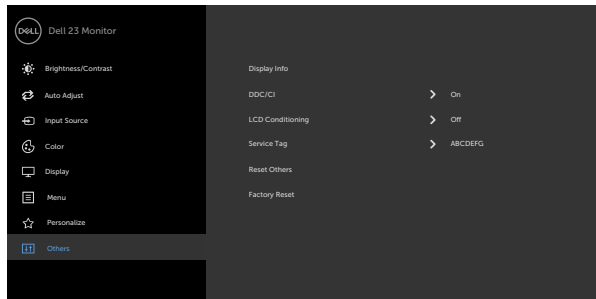 DELL
Dell 23 Monitor
Brightness/Contrast
Auto Adjust
Input Source
Color
Display
Menu
Personalize
Others
Display Info
DDC/CI On
LCD Conditioning Off
Service Tag ABCDEFG
Reset Others
Factory Reset